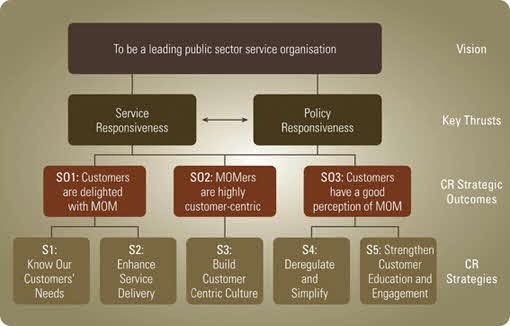 To be a leading public sector service organisation
Vision
Service
Responsiveness
Policy
Responsiveness
Key Thrusts
SO1: Customers
are delighted
with MOM
SO2: MOMers
are highly
customer-centric
SO3: Customers
have a good
perception of MOM
CR Strategic
Outcomes
S1:
Know Our
Customers'
Needs
S2:
Enhance
Service
Delivery
S3:
Build
Customer
Centric Culture
S4:
Deregulate
and
Simplify
S5: Strengthen
Customer
Education and
Engagement
CR
Strategies